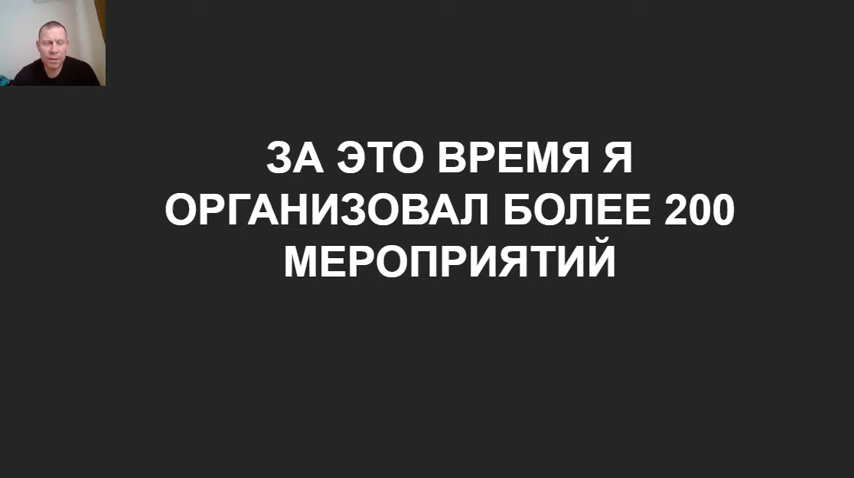 ЗА ЭТО ВРЕМЯ Я
ОРГАНИЗОВАЛ БОЛЕЕ 200
МЕРОПРИЯТИЙ